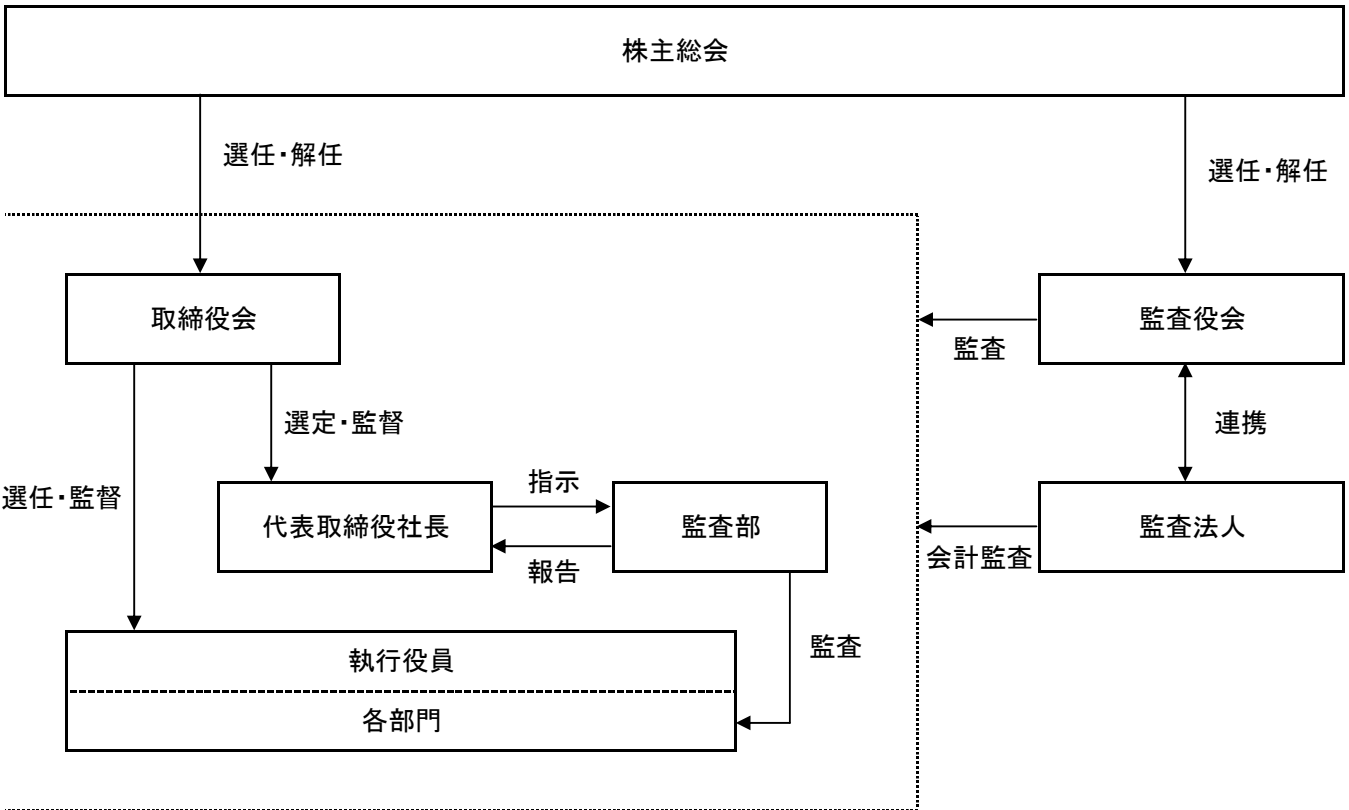 株主総会
選任・解任
選任・解任
取締役会
監査役会
監査
選定・監督
連携
選任・監督
指示
代表取締役社長
監査部
監査法人
報告
会計監査
執行役員
監査
各部門